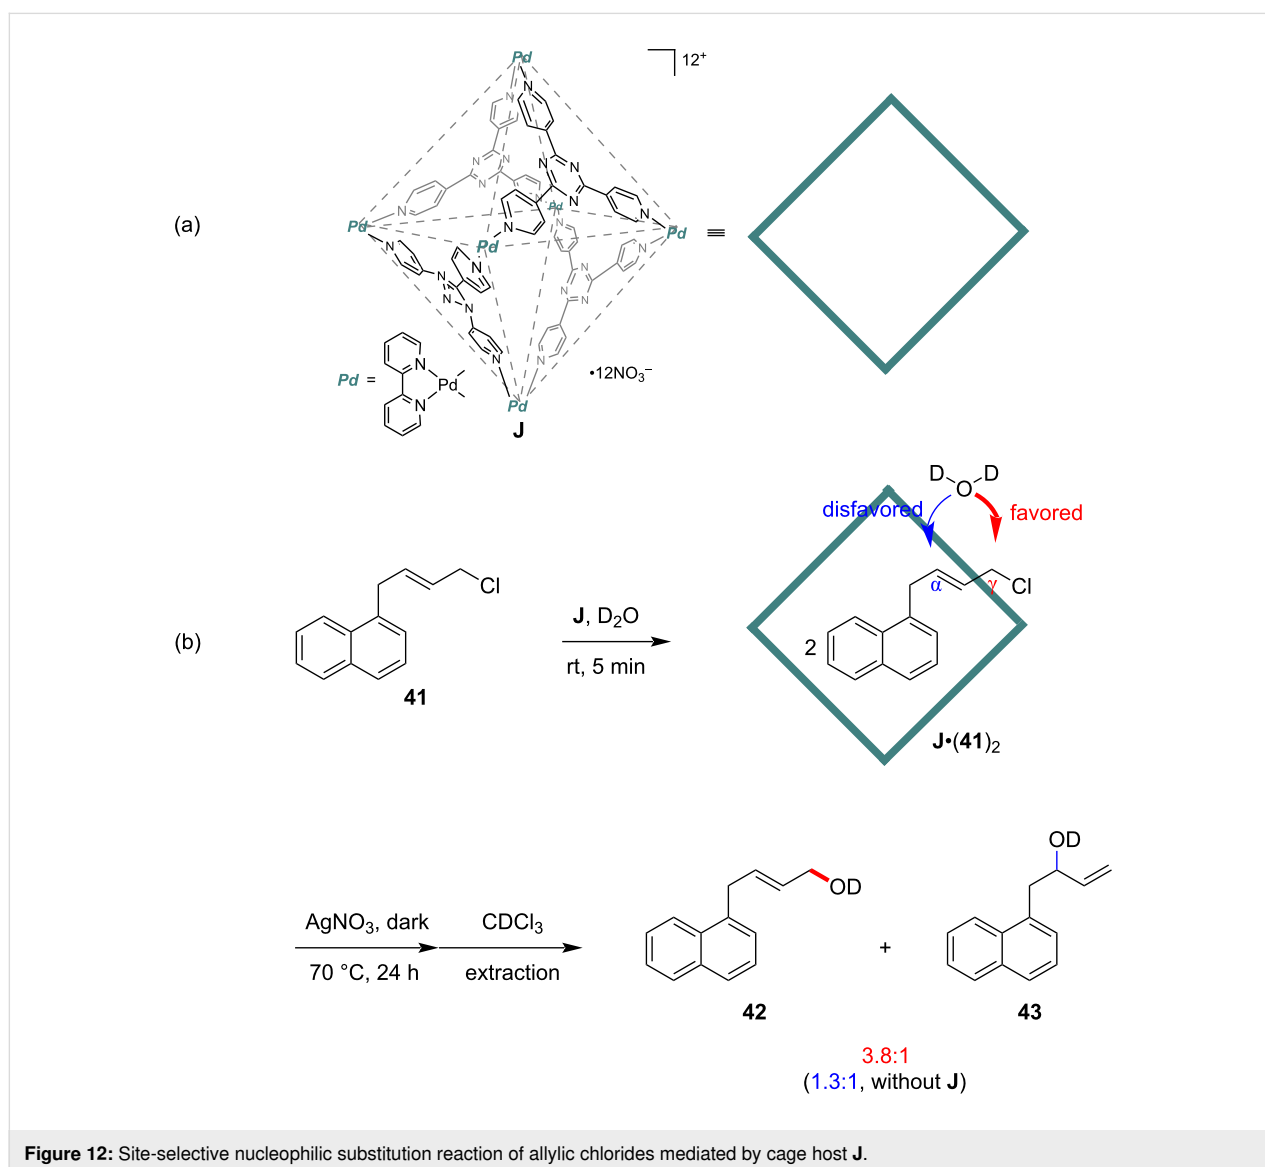 Pd
12+
N
N
N N
N
N
N
N
N
N
N
N
Pd
Pd
Pd
Pd
(a)
≡
N
N
N
N
N
N
N
N
N
N
N
N
N
N
Pd =
N
Pd
N
•12NO3−
Pd
J
D D
O
disfavored
favored
Cl
α
γ
Cl
J, D2O
(b)
2
rt, 5 min
41
J•(41)2
OD
AgNO3, dark
CDCl3
OD
70 °C, 24 h
extraction
+
42
43
3.8:1
(1.3:1, without J)
Figure 12: Site-selective nucleophilic substitution reaction of allylic chlorides mediated by cage host J.